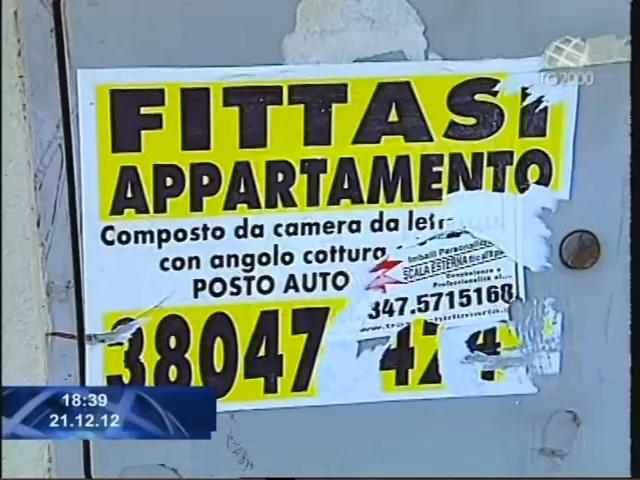 TG2000
FITTASI
APPARTAMENTO
Composto da camera da
con angolo cottura
POSTO AUTO
Imballi
SCALA ESTERNA
347.5715168
38047
18:39
21.12.12